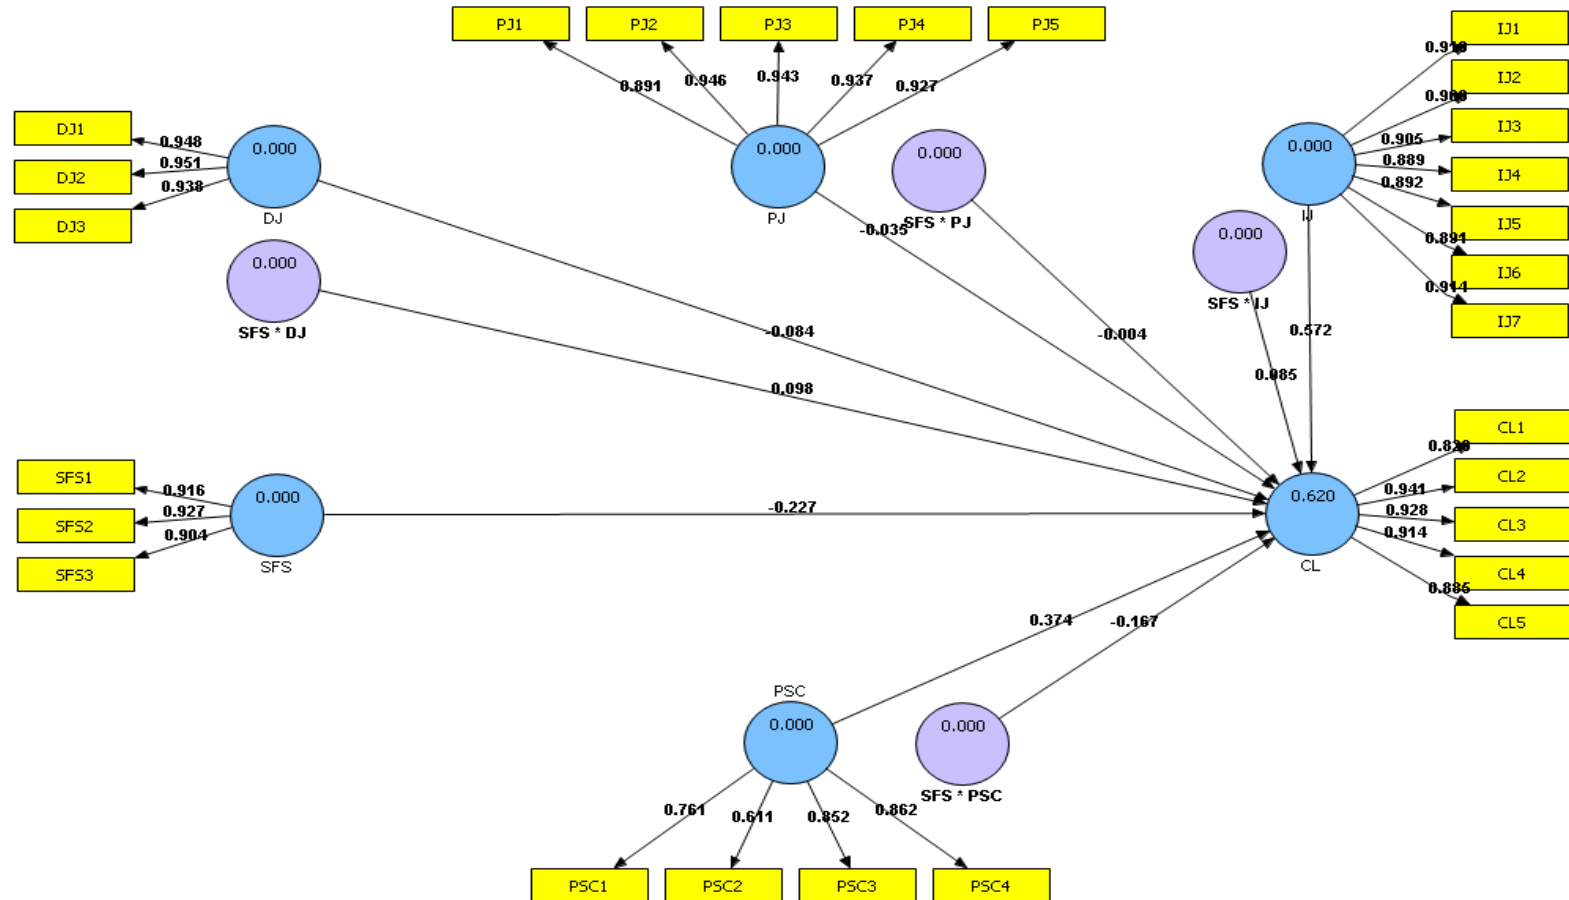 PJ1 PJ2 PJ3 PJ4 PJ5
0.891 0.946 0.943 0.937 0.927
IJ1
IJ2
0.905 IJ3
0.889 IJ4
0.892 IJ5
0.891 IJ6
0.914 IJ7
DJ1 0.948
DJ2 0.951
DJ3 0.938
0.000
DJ
0.000
PJ
0.000
SFS * PJ
0.000
IJ
0.000
SFS * DJ
0.000
SFS * IJ
-0.035
-0.084
-0.004
0.572
0.085
0.098
SFS1 0.916
SFS2 0.927
SFS3 0.904
0.000
SFS
-0.227
0.620
CL
CL1
0.941 CL2
0.928 CL3
0.914 CL4
0.885 CL5
0.374
-0.167
PSC
0.000
0.000
SFS * PSC
0.761 0.611 0.852 0.862
PSC1 PSC2 PSC3 PSC4